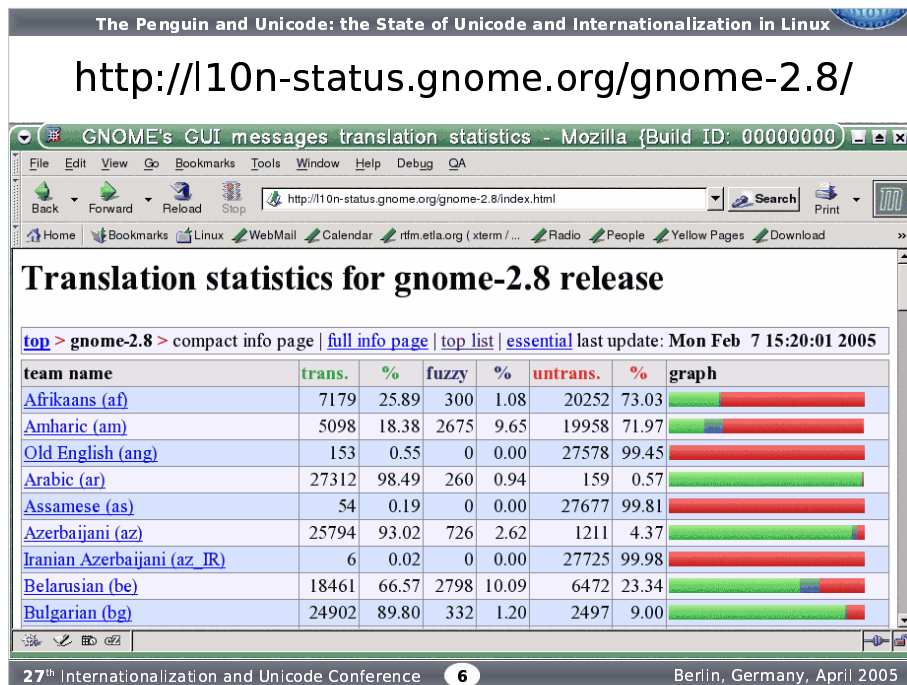 The Penguin and Unicode: the State of Unicode and Internationalization in Linux
http://l10n-status.gnome.org/gnome-2.8/
GNOME's GUI messages translation statistics - Mozilla {Build ID: 00000000}
File Edit View Go Bookmarks Tools Window Help Debug QA
Back Forward Reload Stop http://l10n-status.gnome.org/gnome-2.8/index.html Search Print
Home Bookmarks Linux WebMail Calendar rtfm.etla.org ( xterm / ... Radio People Yellow Pages Download »
Translation statistics for gnome-2.8 release
top > gnome-2.8 > compact info page | full info page | top list | essential last update: Mon Feb 7 15:20:01 2005
team name trans. % fuzzy % untrans. % graph
Afrikaans (af) 7179 25.89 300 1.08 20252 73.03
Amharic (am) 5098 18.38 2675 9.65 19958 71.97
Old English (ang) 153 0.55 0 0.00 27578 99.45
Arabic (ar) 27312 98.49 260 0.94 159 0.57
Assamese (as) 54 0.19 0 0.00 27677 99.81
Azerbaijani (az) 25794 93.02 726 2.62 1211 4.37
Iranian Azerbaijani (az_IR) 6 0.02 0 0.00 27725 99.98
Belarusian (be) 18461 66.57 2798 10.09 6472 23.34
Bulgarian (bg) 24902 89.80 332 1.20 2497 9.00
27th Internationalization and Unicode Conference 6 Berlin, Germany, April 2005